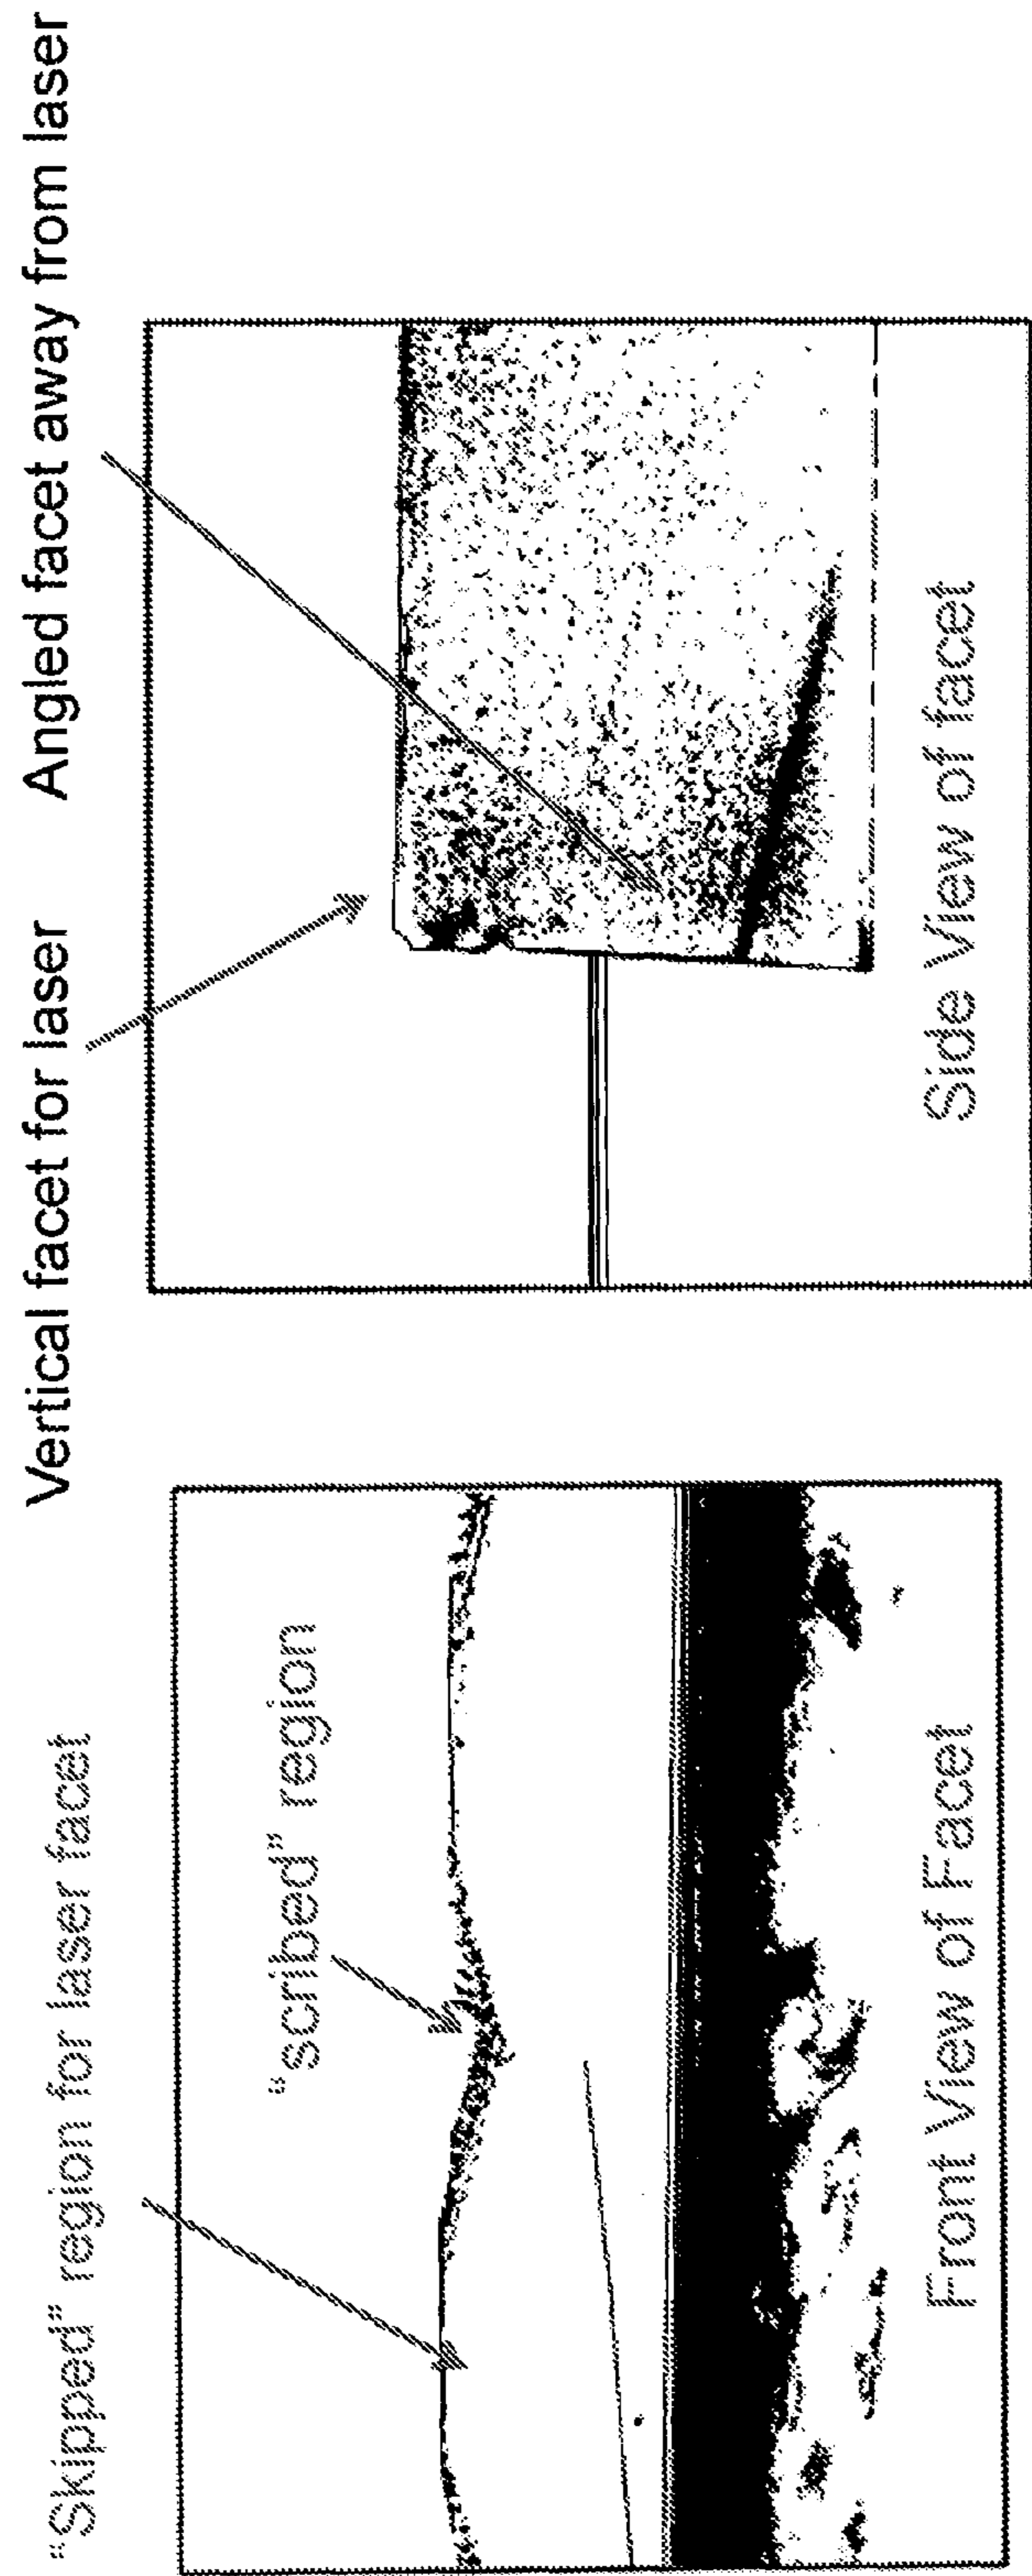 “Skipped” region for laser facet
Vertical facet for laser
Angled facet away from laser
“scribed” region
Front View of Facet
Side View of facet